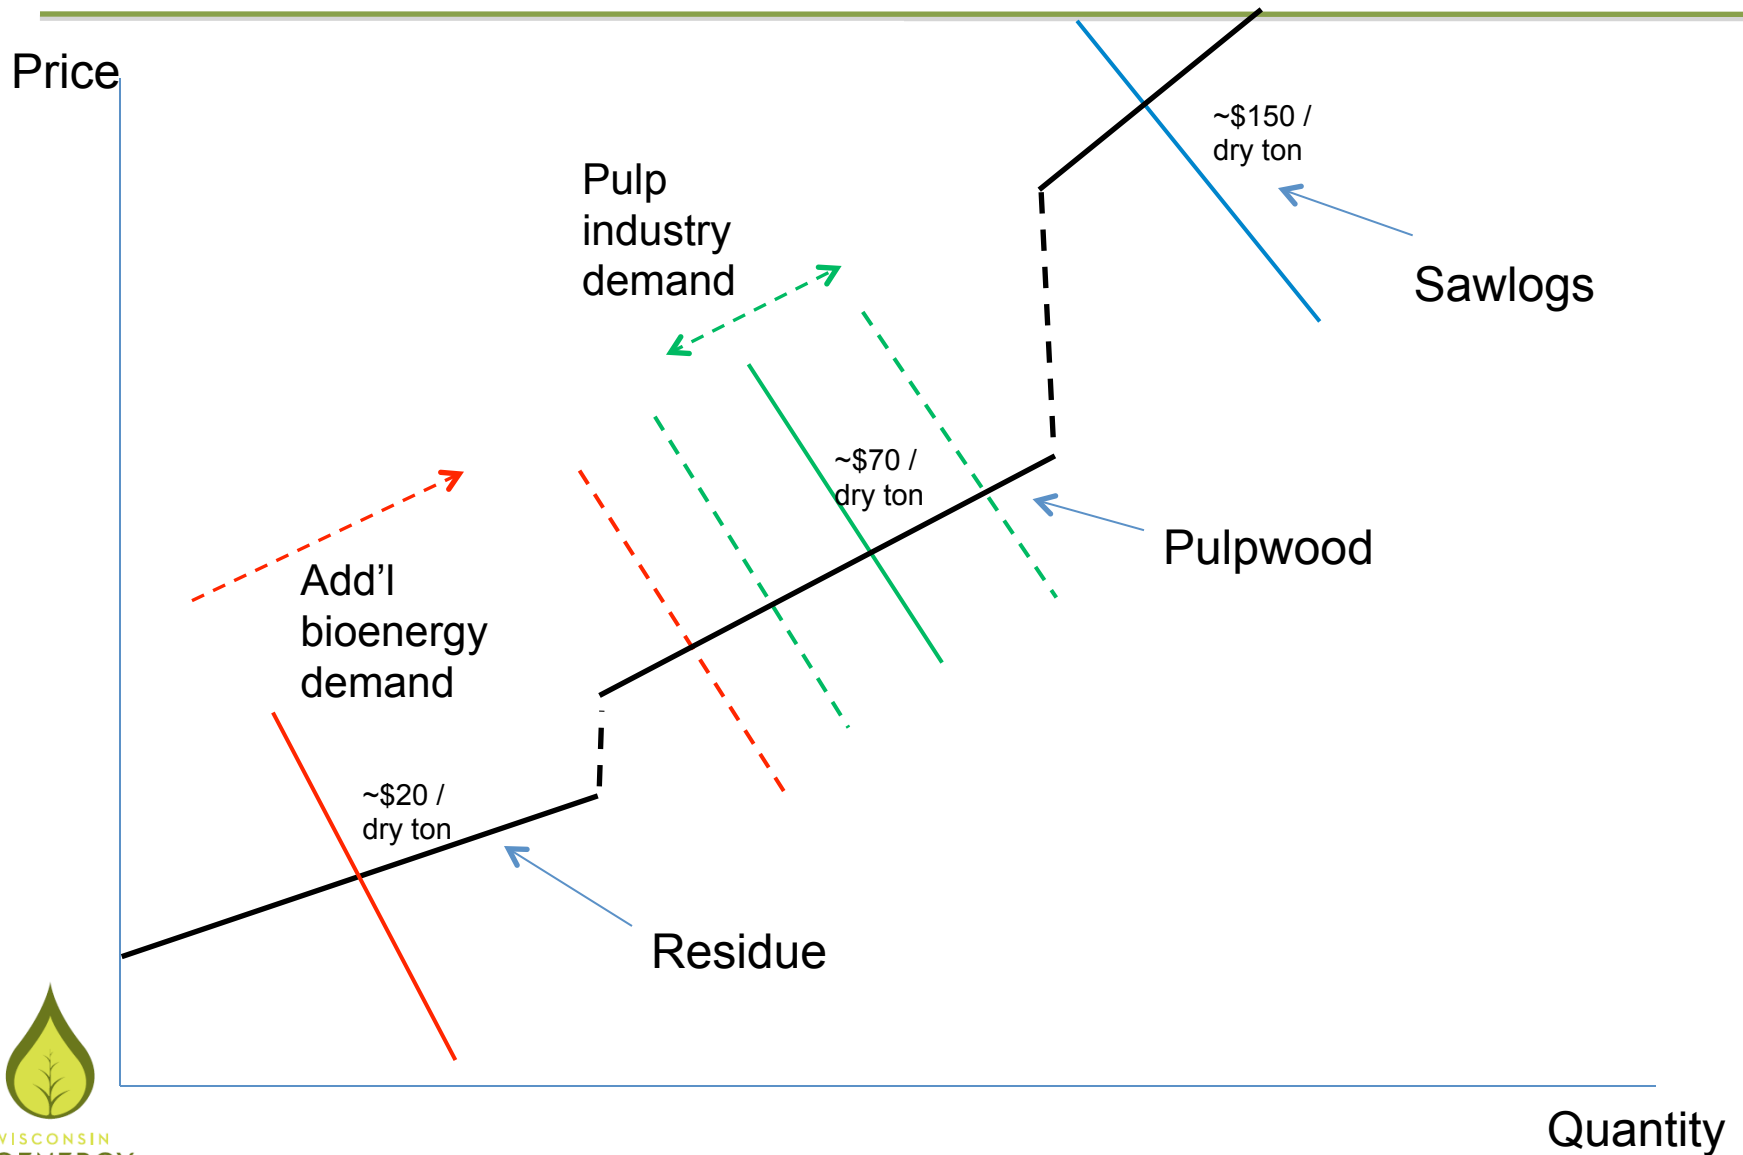 Price
~$150 /
dry ton
Pulp
industry
demand
Sawlogs
~$70 /
dry ton
Pulpwood
Add’l
bioenergy
demand
~$20 /
dry ton
Residue
WISCONSIN
Quantity